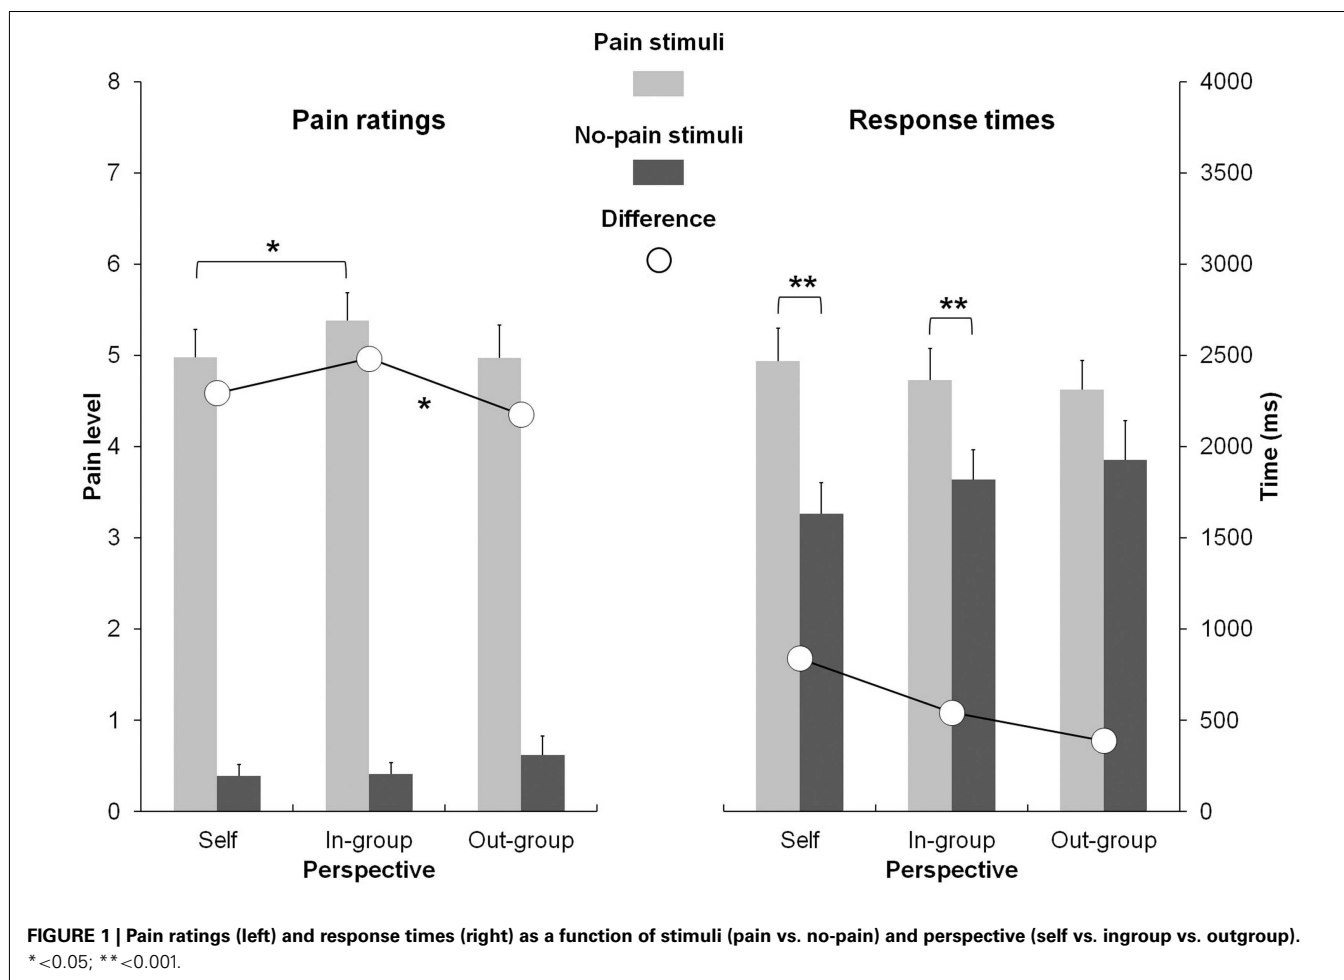 Pain stimuli
No-pain stimuli
Difference
Pain ratings
8
7
6
5
4
3
2
1
0
Pain level
*
*
Self In-group Out-group
Perspective
Response times
4000
3500
3000
2500
2000
1500
1000
500
0
Time (ms)
**
**
Self In-group Out-group
Perspective
FIGURE 1 | Pain ratings (left) and response times (right) as a function of stimuli (pain vs. no-pain) and perspective (self vs. ingroup vs. outgroup).
*<0.05; **<0.001.